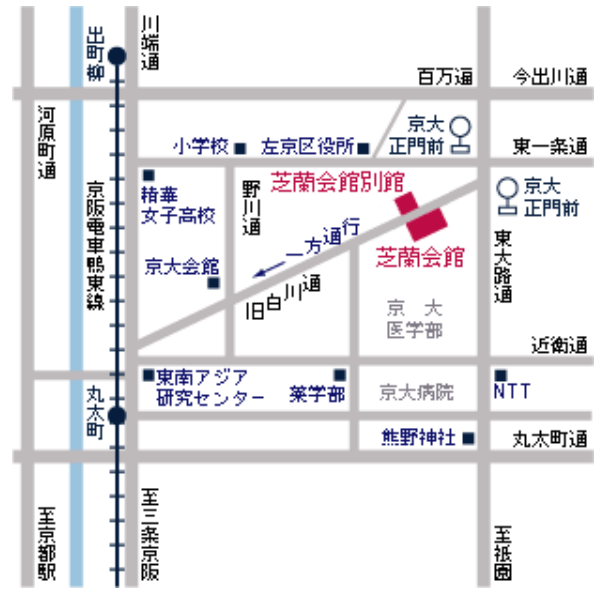 出町柳
川端通
百万遍
今出川通
河原町通
小学校
左京区役所
京大
正門前
東一条通
精華
女子高校
野川通
芝蘭会館別館
京大
正門前
京阪電車鴨東線
京大会館
一方通行
芝蘭会館
東大路通
旧白川通
京 大
医学部
近衛通
東南アジア
研究センター
薬学部
京大病院
NTT
丸太町
熊野神社
丸太町通
至京都駅
至三条京阪
至祇園